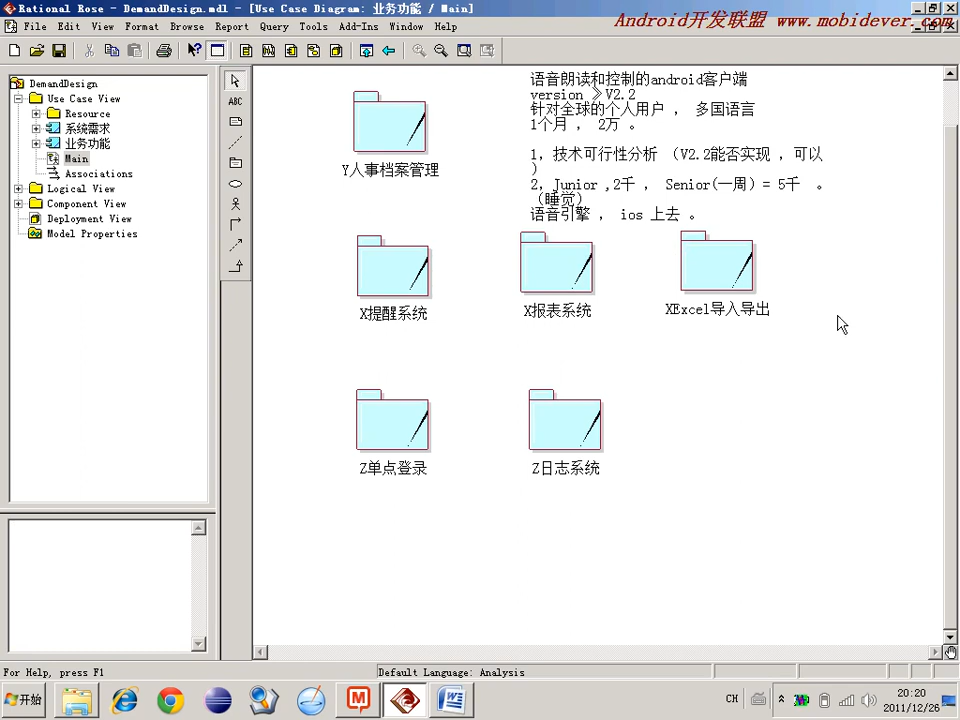 Rational Rose - DemandDesign.mdl - [Use Case Diagram: 业务功能 / Main]
Android开发联盟 www.mobidever.com
File Edit View Format Browse Report Query Tools Add-Ins Window Help
DemandDesign
Use Case View
Resource
系统需求
业务功能
Main
Associations
Logical View
Component View
Deployment View
Model Properties
ABC
语音朗读和控制的android客户端
version 》V2.2
针对全球的个人用户 ， 多国语言
1个月 ， 2万 。
1，技术可行性分析 （V2.2能否实现 ，可以
）
2，Junior ,2千 ， Senior(一周) = 5千 。
（睡觉）
语音引擎 ， ios 上去 。
Y人事档案管理
X提醒系统
X报表系统
XExcel导入导出
Z单点登录
Z日志系统
For Help, press F1
Default Language: Analysis
开始
CH
20:20
2011/12/26